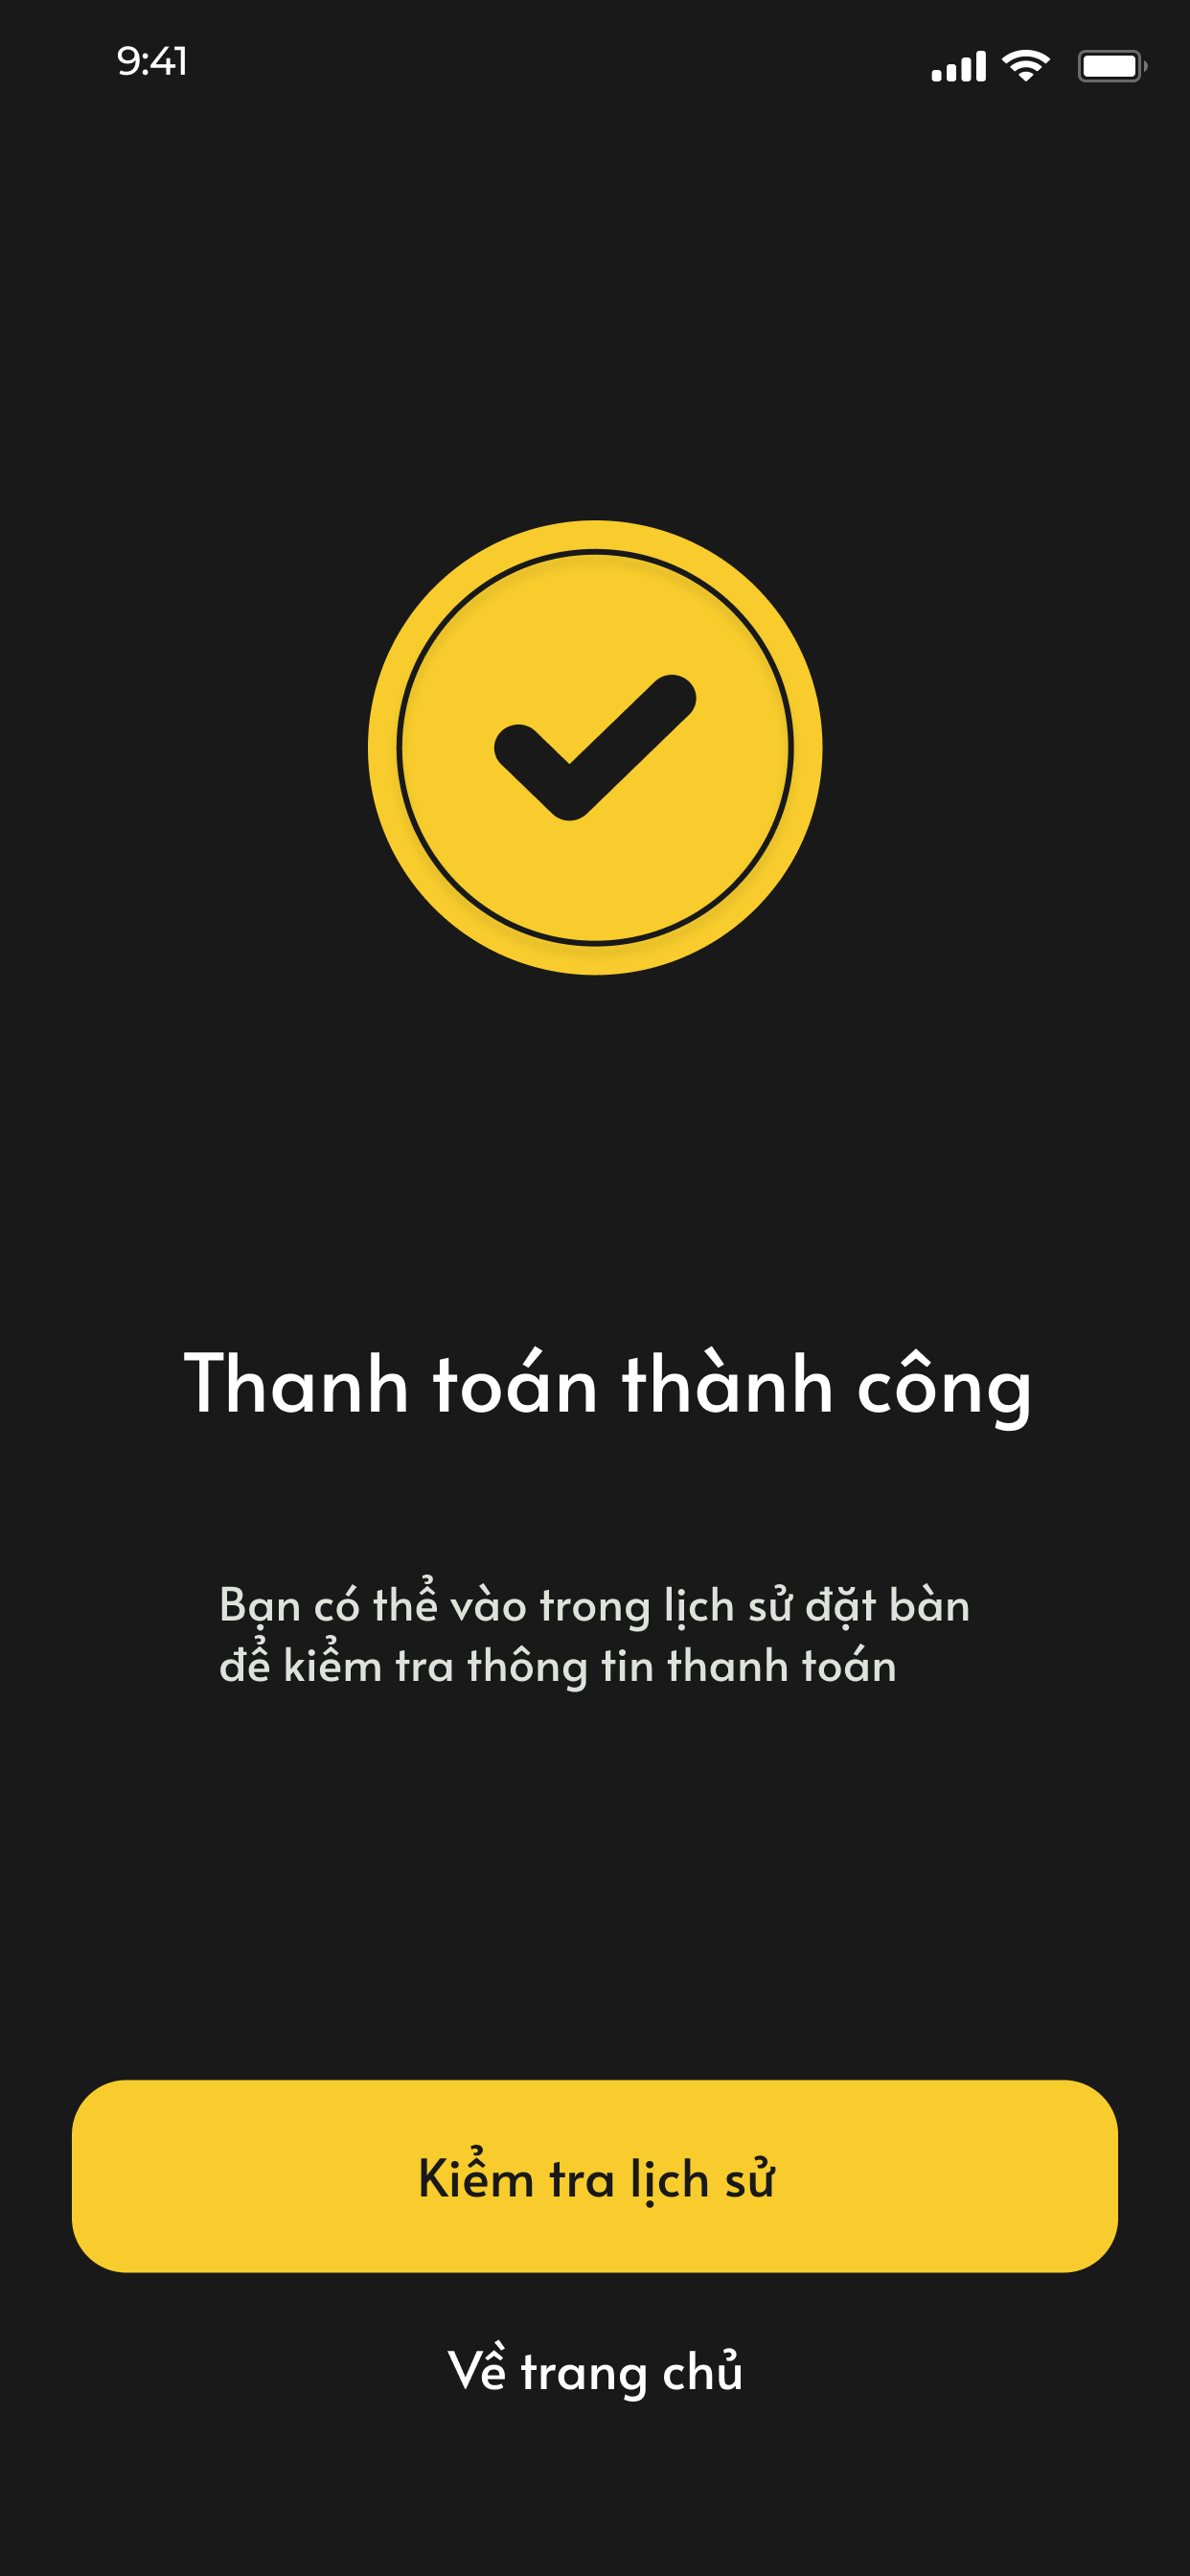 9:41
Thanh toán thành công
Bạn có thể vào trong lịch sử đặt bàn
để kiểm tra thông tin thanh toán
Kiểm tra lịch sử
Về trang chủ